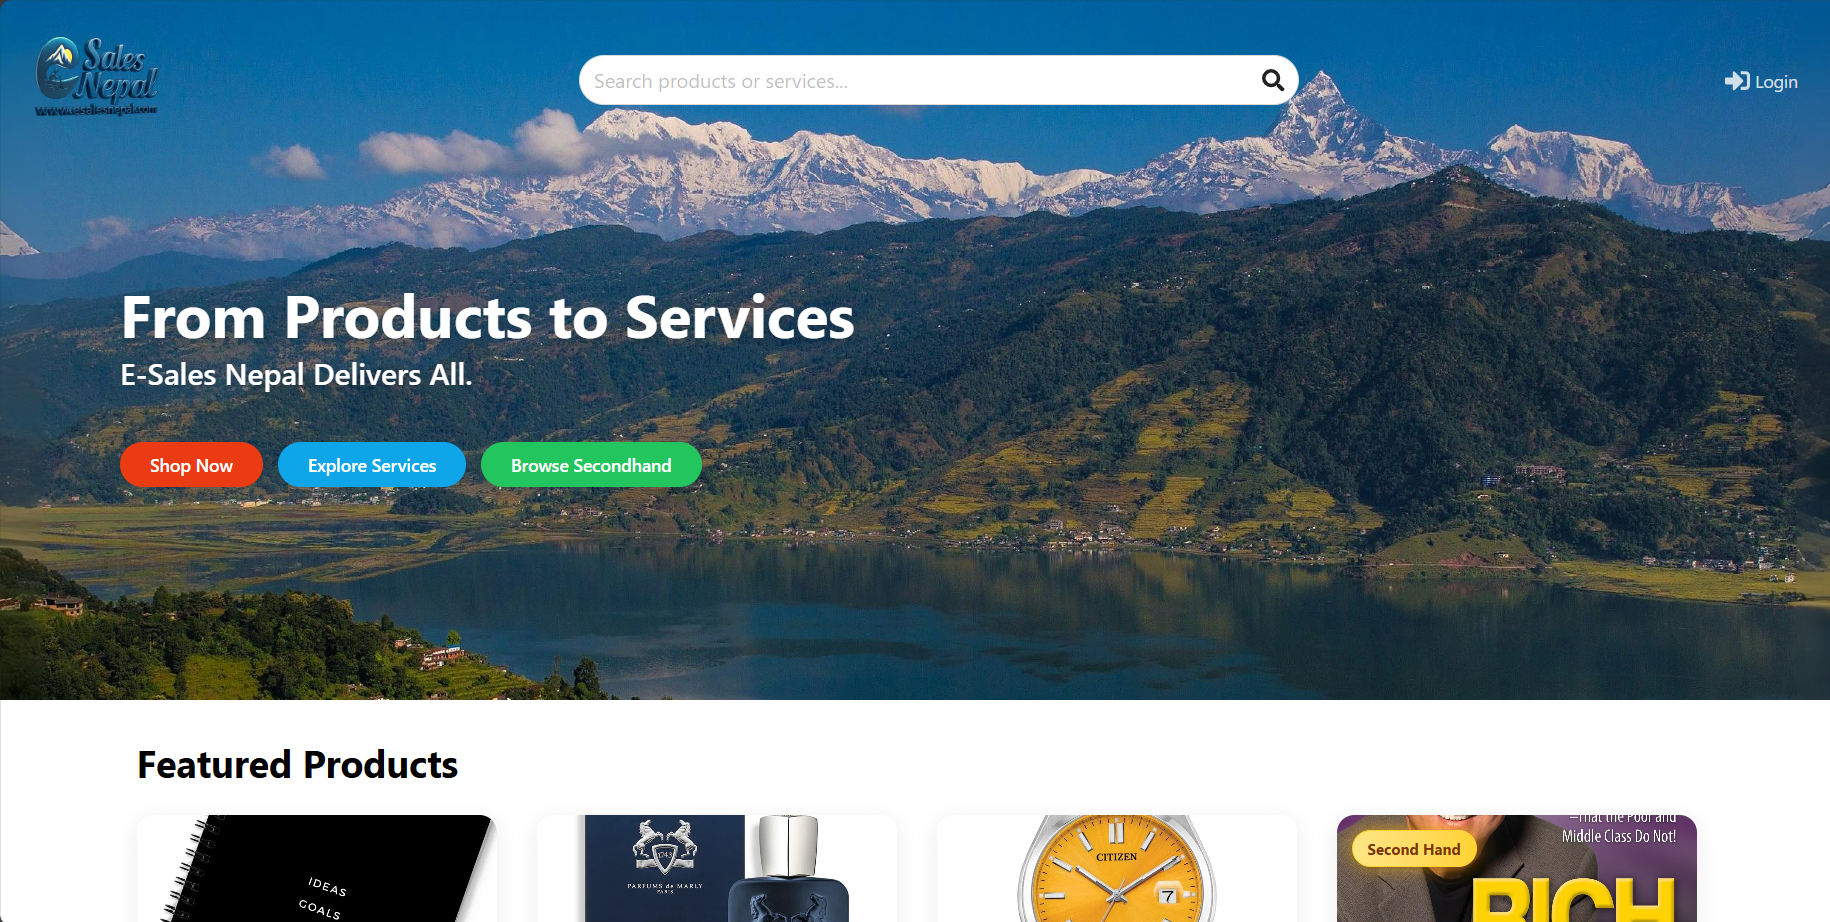 Sales
Nepal
www.esalesnepal.com
Search products or services...
Login
From Products to Services
E-Sales Nepal Delivers All.
Shop Now
Explore Services
Browse Secondhand
Featured Products
IDEAS
GOALS
1743
PARFUMS de MARLY
PARIS
CITIZEN
7
Second Hand
—That the Poor and
Middle Class Do Not!
RICH